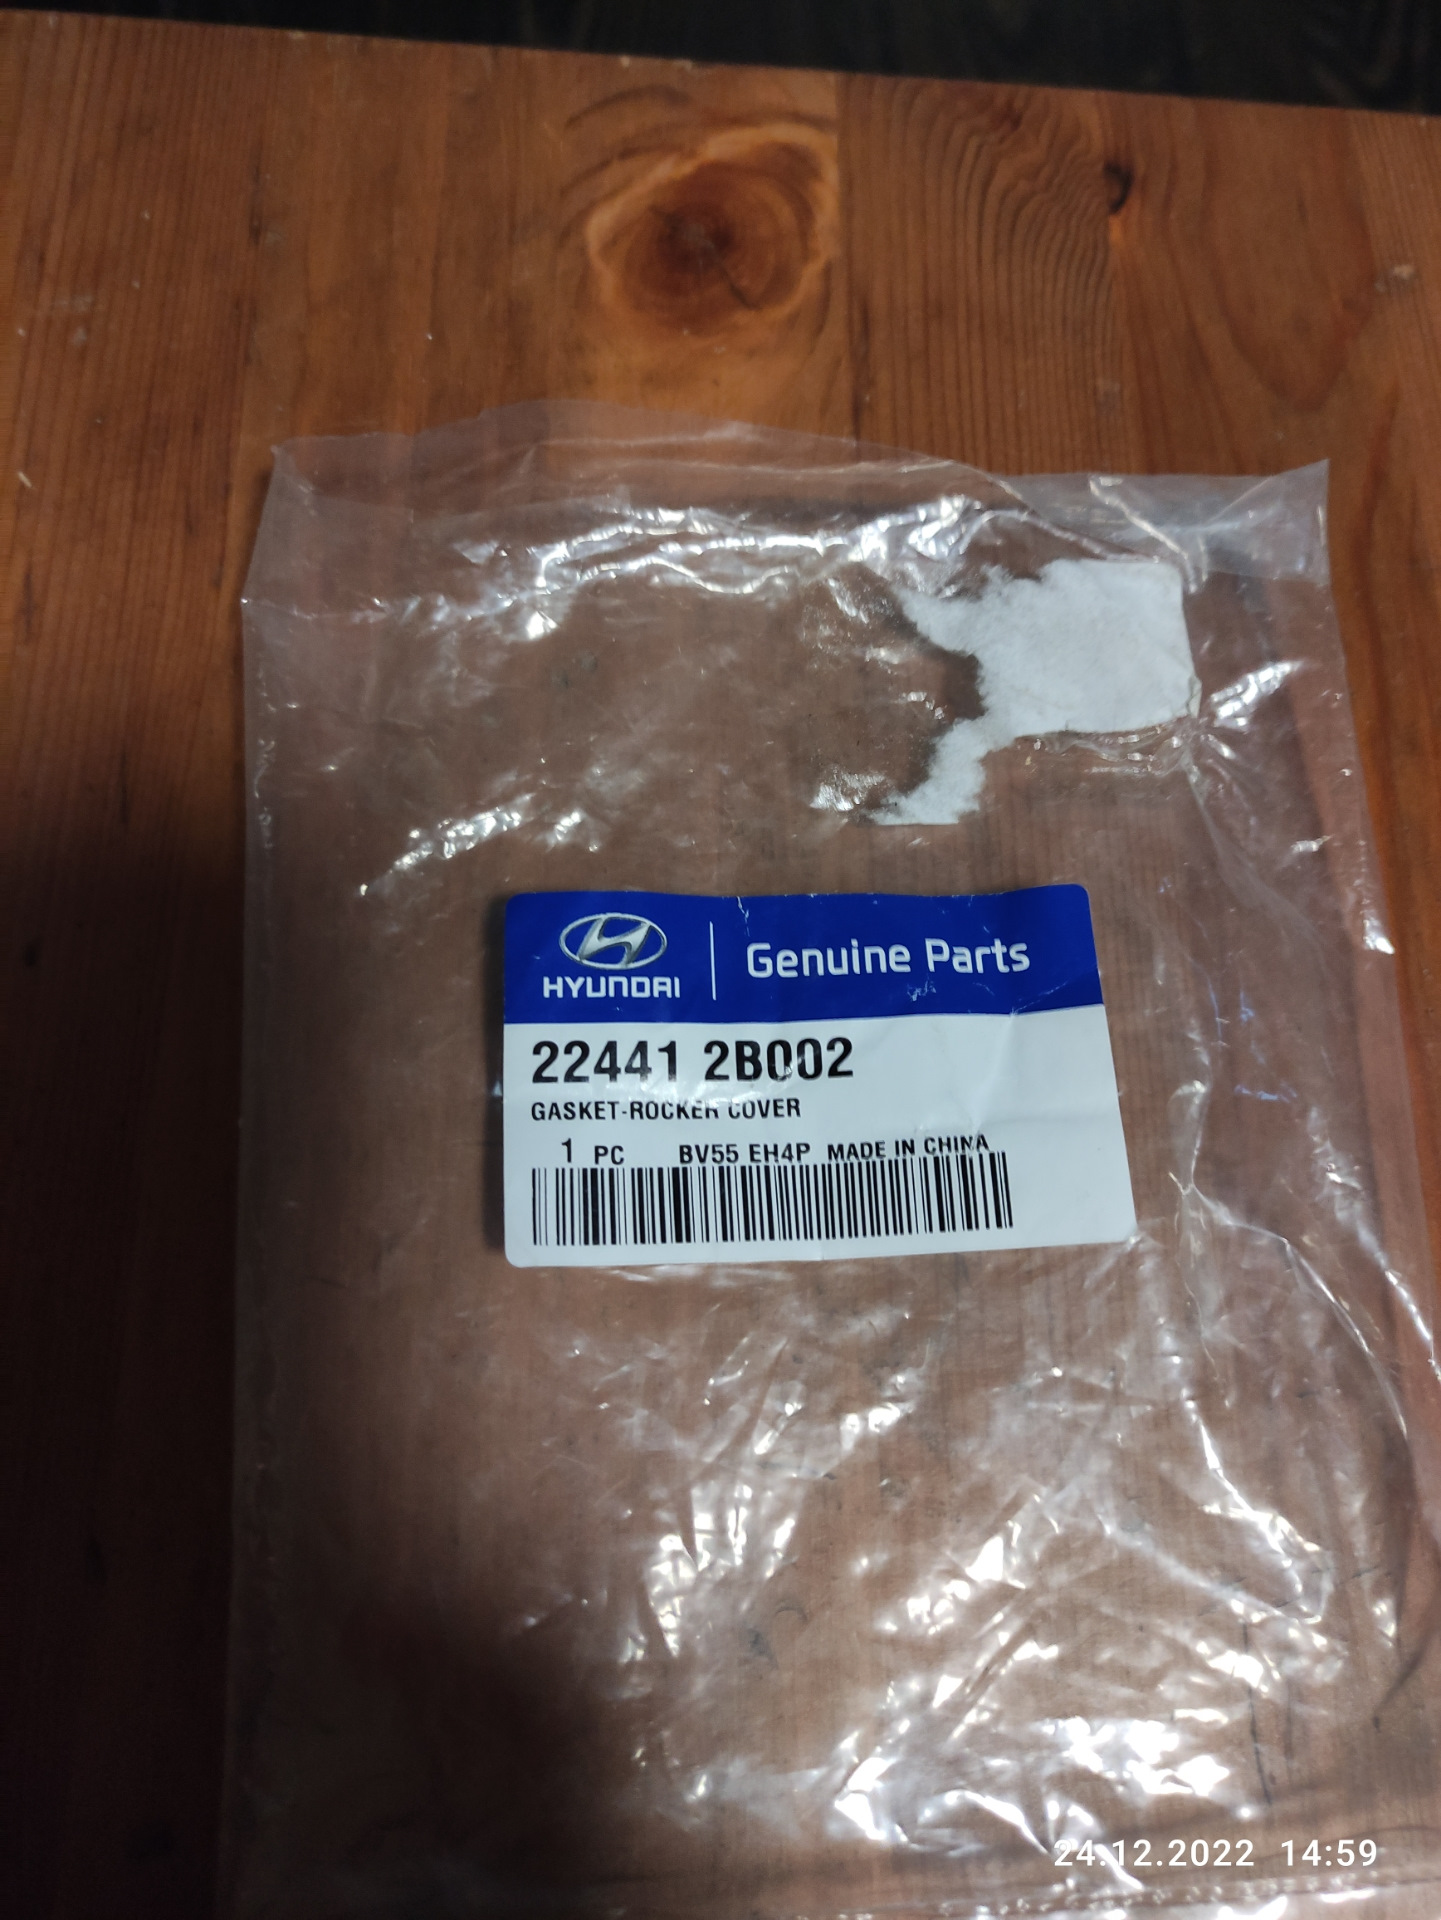 HYUNDAI Genuine Parts
22441 2B002
GASKET-ROCKER COVER
1 PC BV55 EH4P MADE IN CHINA
24.12.2022 14:59